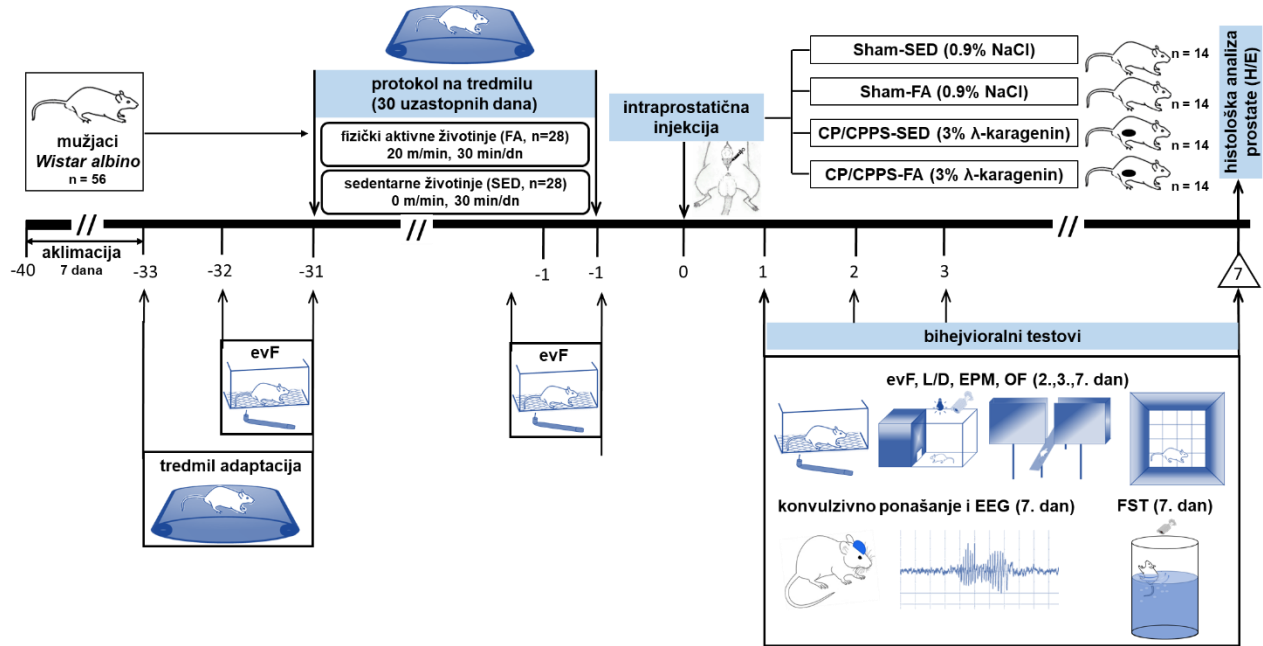 mužjaci
Wistar albino
n = 56
protokol na tredmilu
(30 uzastopnih dana)
fizički aktivne životinje (FA, n=28)
20 m/min, 30 min/dn
sedentarne životinje (SED, n=28)
0 m/min, 30 min/dn
intraprostatična
injekcija
Sham-SED (0.9% NaCl)
n = 14
Sham-FA (0.9% NaCl)
n = 14
CP/CPPS-SED (3% λ-karagenin)
n = 14
CP/CPPS-FA (3% λ-karagenin)
n = 14
histološka analiza
prostate (H/E)
//
//
//
aklimacija
7 dana
-40
-33
-32
-31
-1
-1
0
1
2
3
7
evF
tredmil adaptacija
evF
bihejvioralni testovi
evF, L/D, EPM, OF (2.,3.,7. dan)
konvulzivno ponašanje i EEG (7. dan)
FST (7. dan)